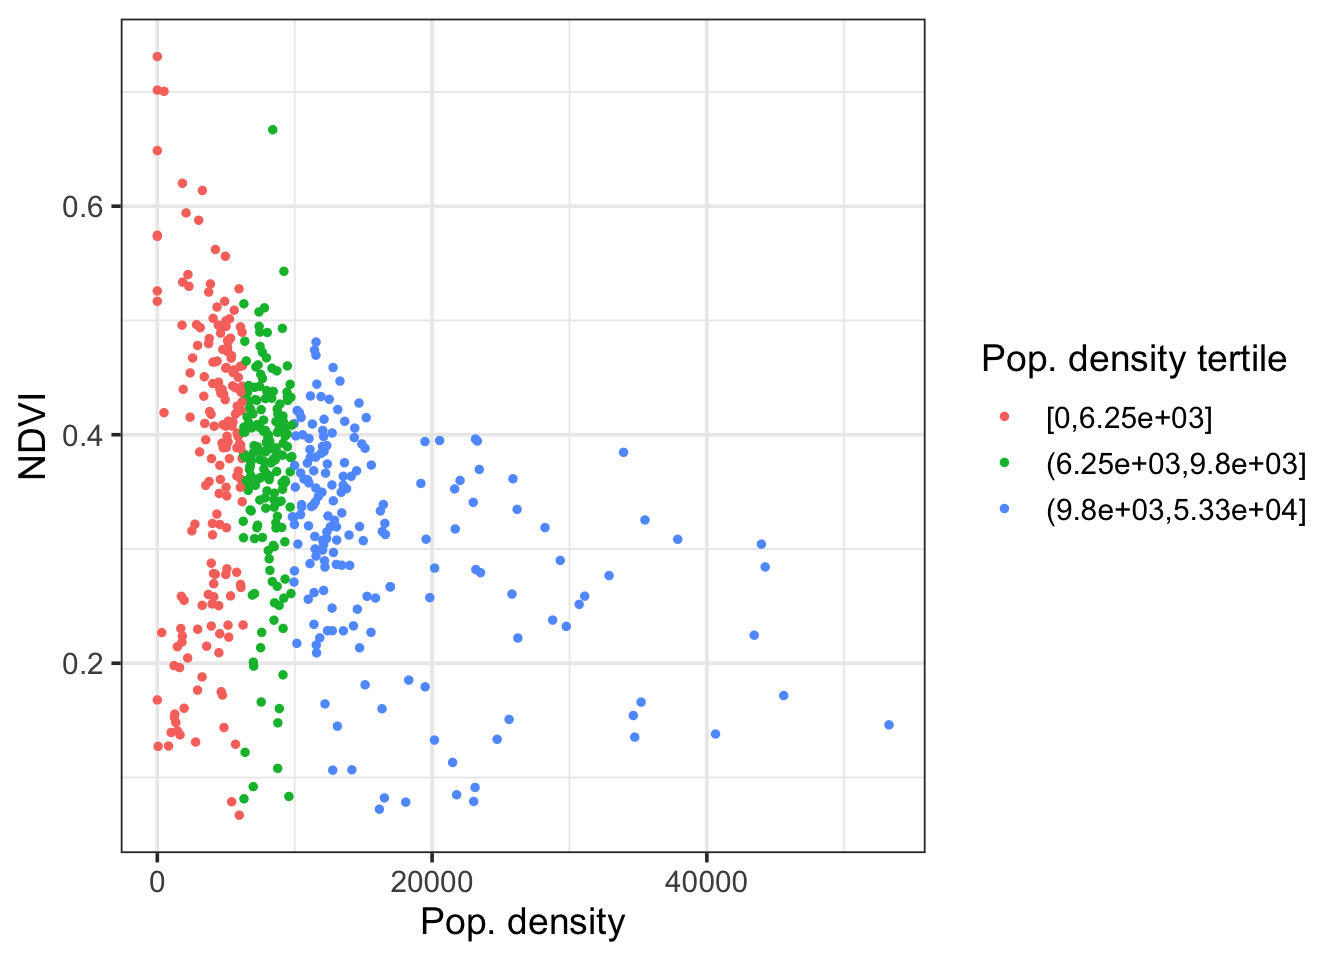 NDVI
0.6
0.4
0.2
0
20000
40000
Pop. density
Pop. density tertile
[0,6.25e+03]
(6.25e+03,9.8e+03]
(9.8e+03,5.33e+04]